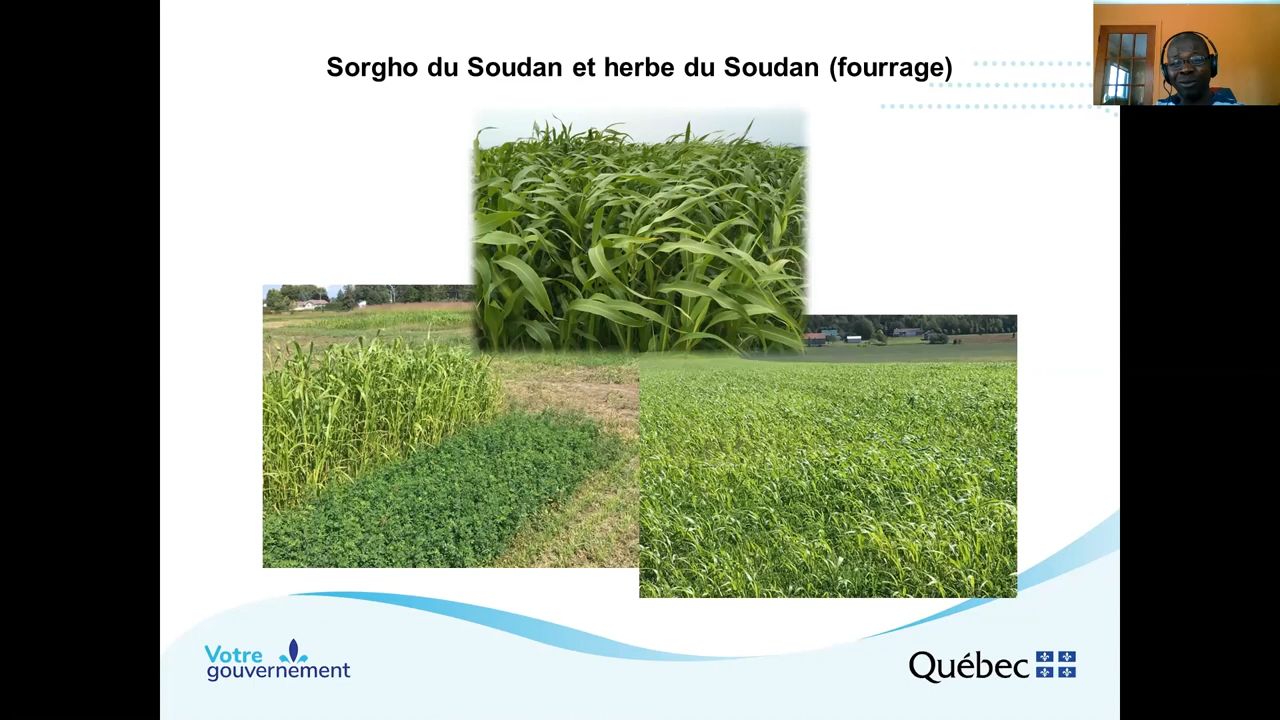 Sorgho du Soudan et herbe du Soudan (fourrage)
Votre
gouvernement
Québec